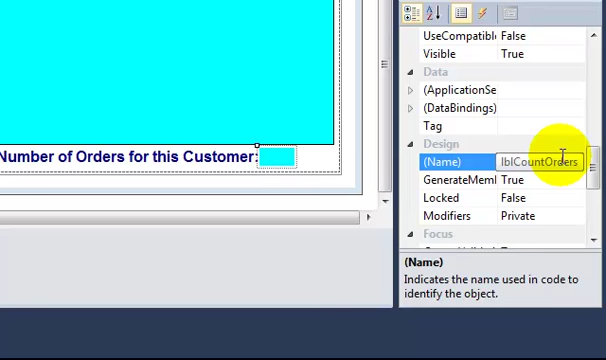 UseCompatible False
Visible True
Data
(ApplicationSe
(DataBindings)
Tag
Design
(Name) lblCountOrders
GenerateMemb True
Locked False
Modifiers Private
Focus
Number of Orders for this Customer:
(Name)
Indicates the name used in code to
identify the object.